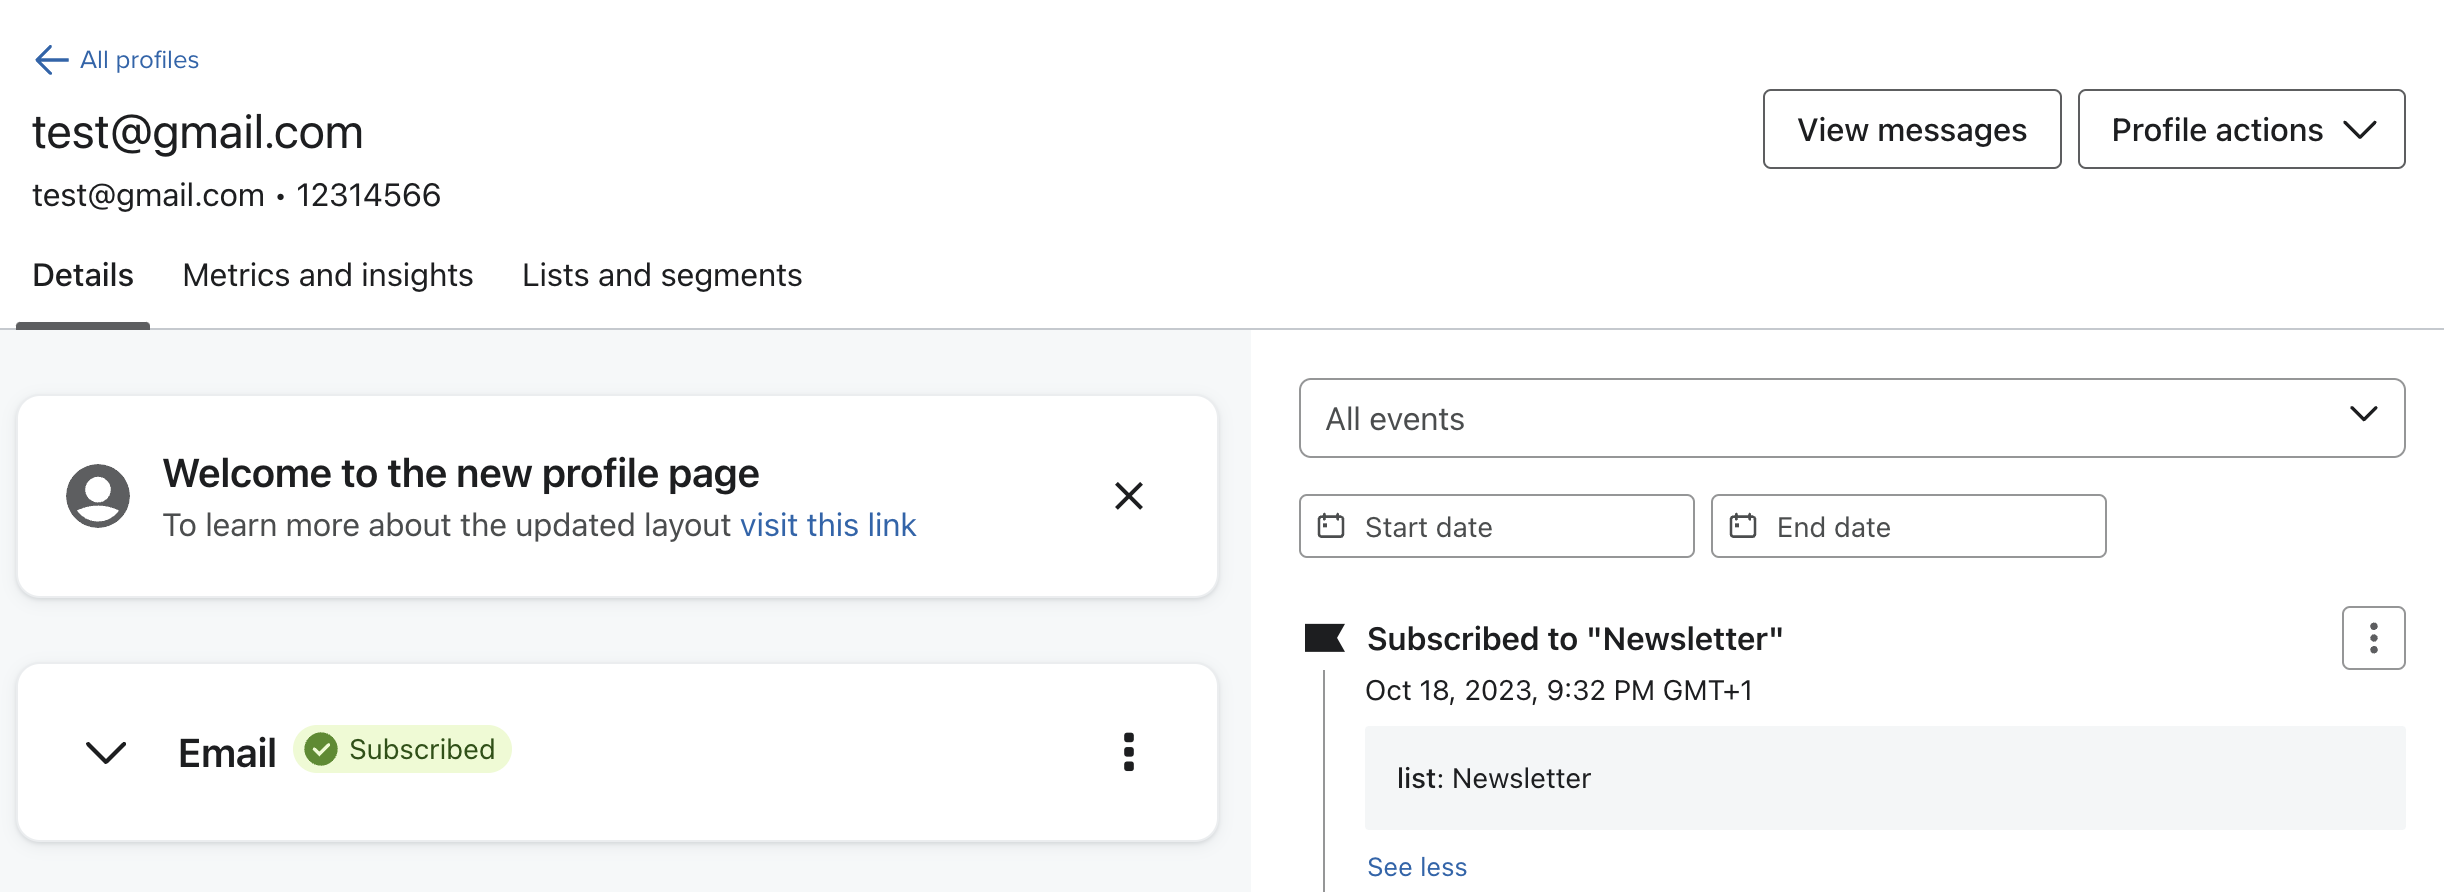 All profiles
test@gmail.com
test@gmail.com • 12314566
View messages
Profile actions
Details
Metrics and insights
Lists and segments
Welcome to the new profile page
To learn more about the updated layout visit this link
Email
Subscribed
All events
Start date
End date
Subscribed to "Newsletter"
Oct 18, 2023, 9:32 PM GMT+1
list: Newsletter
See less